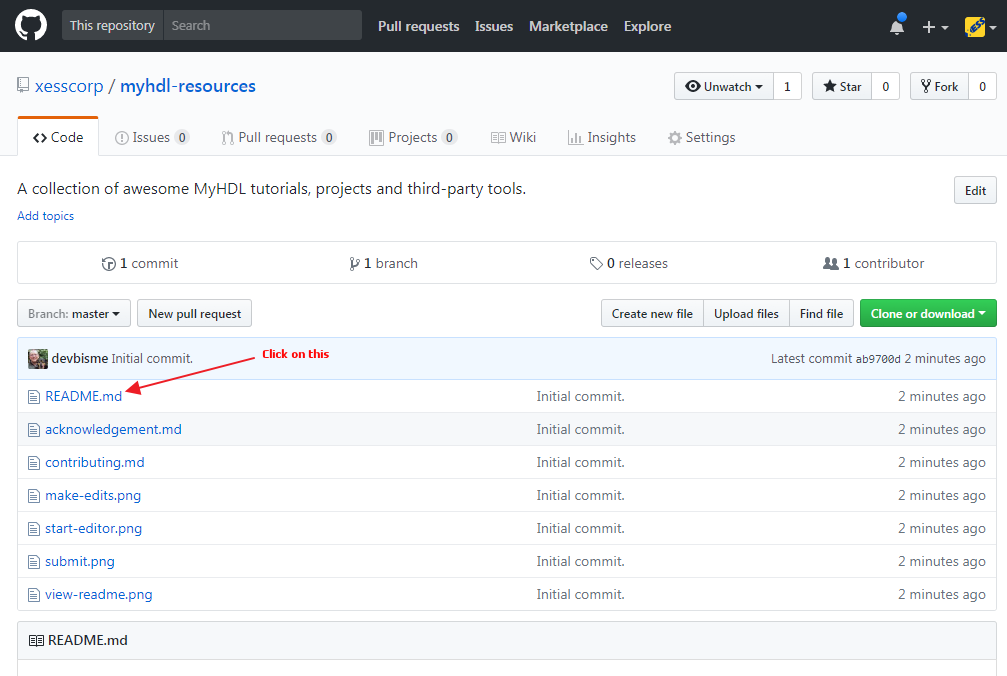 This repository Search Pull requests Issues Marketplace Explore
xesscorp / myhdl-resources Unwatch 1 Star 0 Fork 0
Code Issues 0 Pull requests 0 Projects 0 Wiki Insights Settings
A collection of awesome MyHDL tutorials, projects and third-party tools. Edit
Add topics
1 commit 1 branch 0 releases 1 contributor
Branch: master New pull request Create new file Upload files Find file Clone or download
Click on this
devbisme Initial commit. Latest commit ab9700d 2 minutes ago
README.md Initial commit. 2 minutes ago
acknowledgement.md Initial commit. 2 minutes ago
contributing.md Initial commit. 2 minutes ago
make-edits.png Initial commit. 2 minutes ago
start-editor.png Initial commit. 2 minutes ago
submit.png Initial commit. 2 minutes ago
view-readme.png Initial commit. 2 minutes ago
README.md